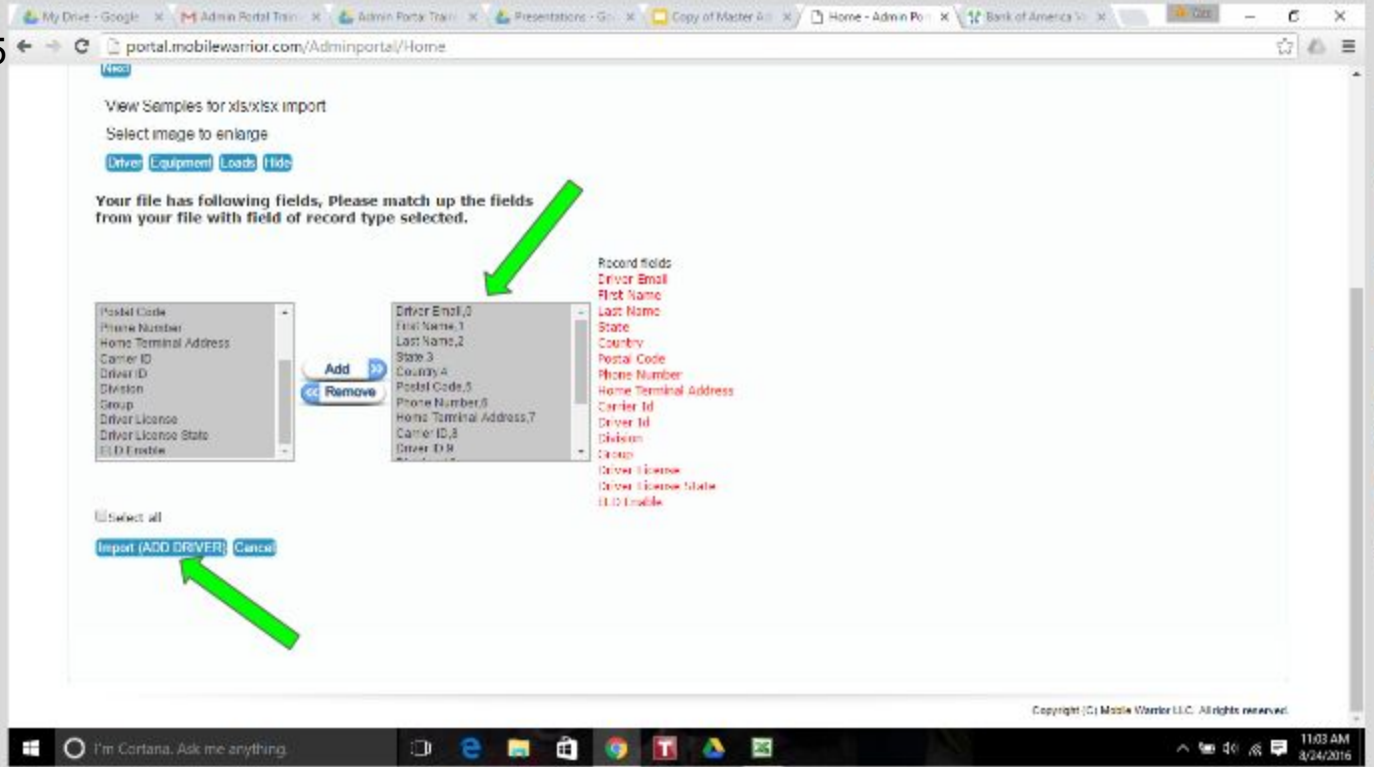 My Drive - Google
Admin Portal Train
Admin Portal Train
Presentations - Go
Copy of Master Ad
Home - Admin Por
Bank of America
5
portal.mobilewarrior.com/Adminportal/Home
Next
View Samples for xls/xlsx import
Select image to enlarge
Driver Equipment Loads Hide
Your file has following fields, Please match up the fields
from your file with field of record type selected.
Postal Code
Phone Number
Home Terminal Address
Carrier ID
Driver ID
Division
Group
Driver License
Driver License State
ELD Enable
Add
Remove
Driver Email,0
First Name,1
Last Name,2
State,3
Country,4
Postal Code,5
Phone Number,6
Home Terminal Address,7
Carrier ID,8
Driver ID,9
Record fields
Driver Email
First Name
Last Name
State
Country
Postal Code
Phone Number
Home Terminal Address
Carrier Id
Driver Id
Division
Group
Driver License
Driver License State
ELD Enable
Select all
Import (ADD DRIVER) Cancel
Copyright (C) Mobile Warrior LLC. All rights reserved.
I'm Cortana. Ask me anything.
11:03 AM
8/24/2016